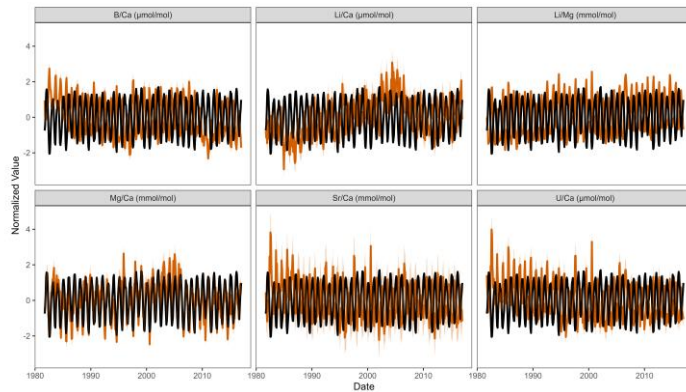 B/Ca (μmol/mol) Li/Ca (μmol/mol) Li/Mg (mmol/mol)
4
2
0
-2
Normalized Value
Mg/Ca (mmol/mol) Sr/Ca (mmol/mol) U/Ca (μmol/mol)
4
2
0
-2
1980 1990 2000 2010 1980 1990 2000 2010 1980 1990 2000 2010
Date